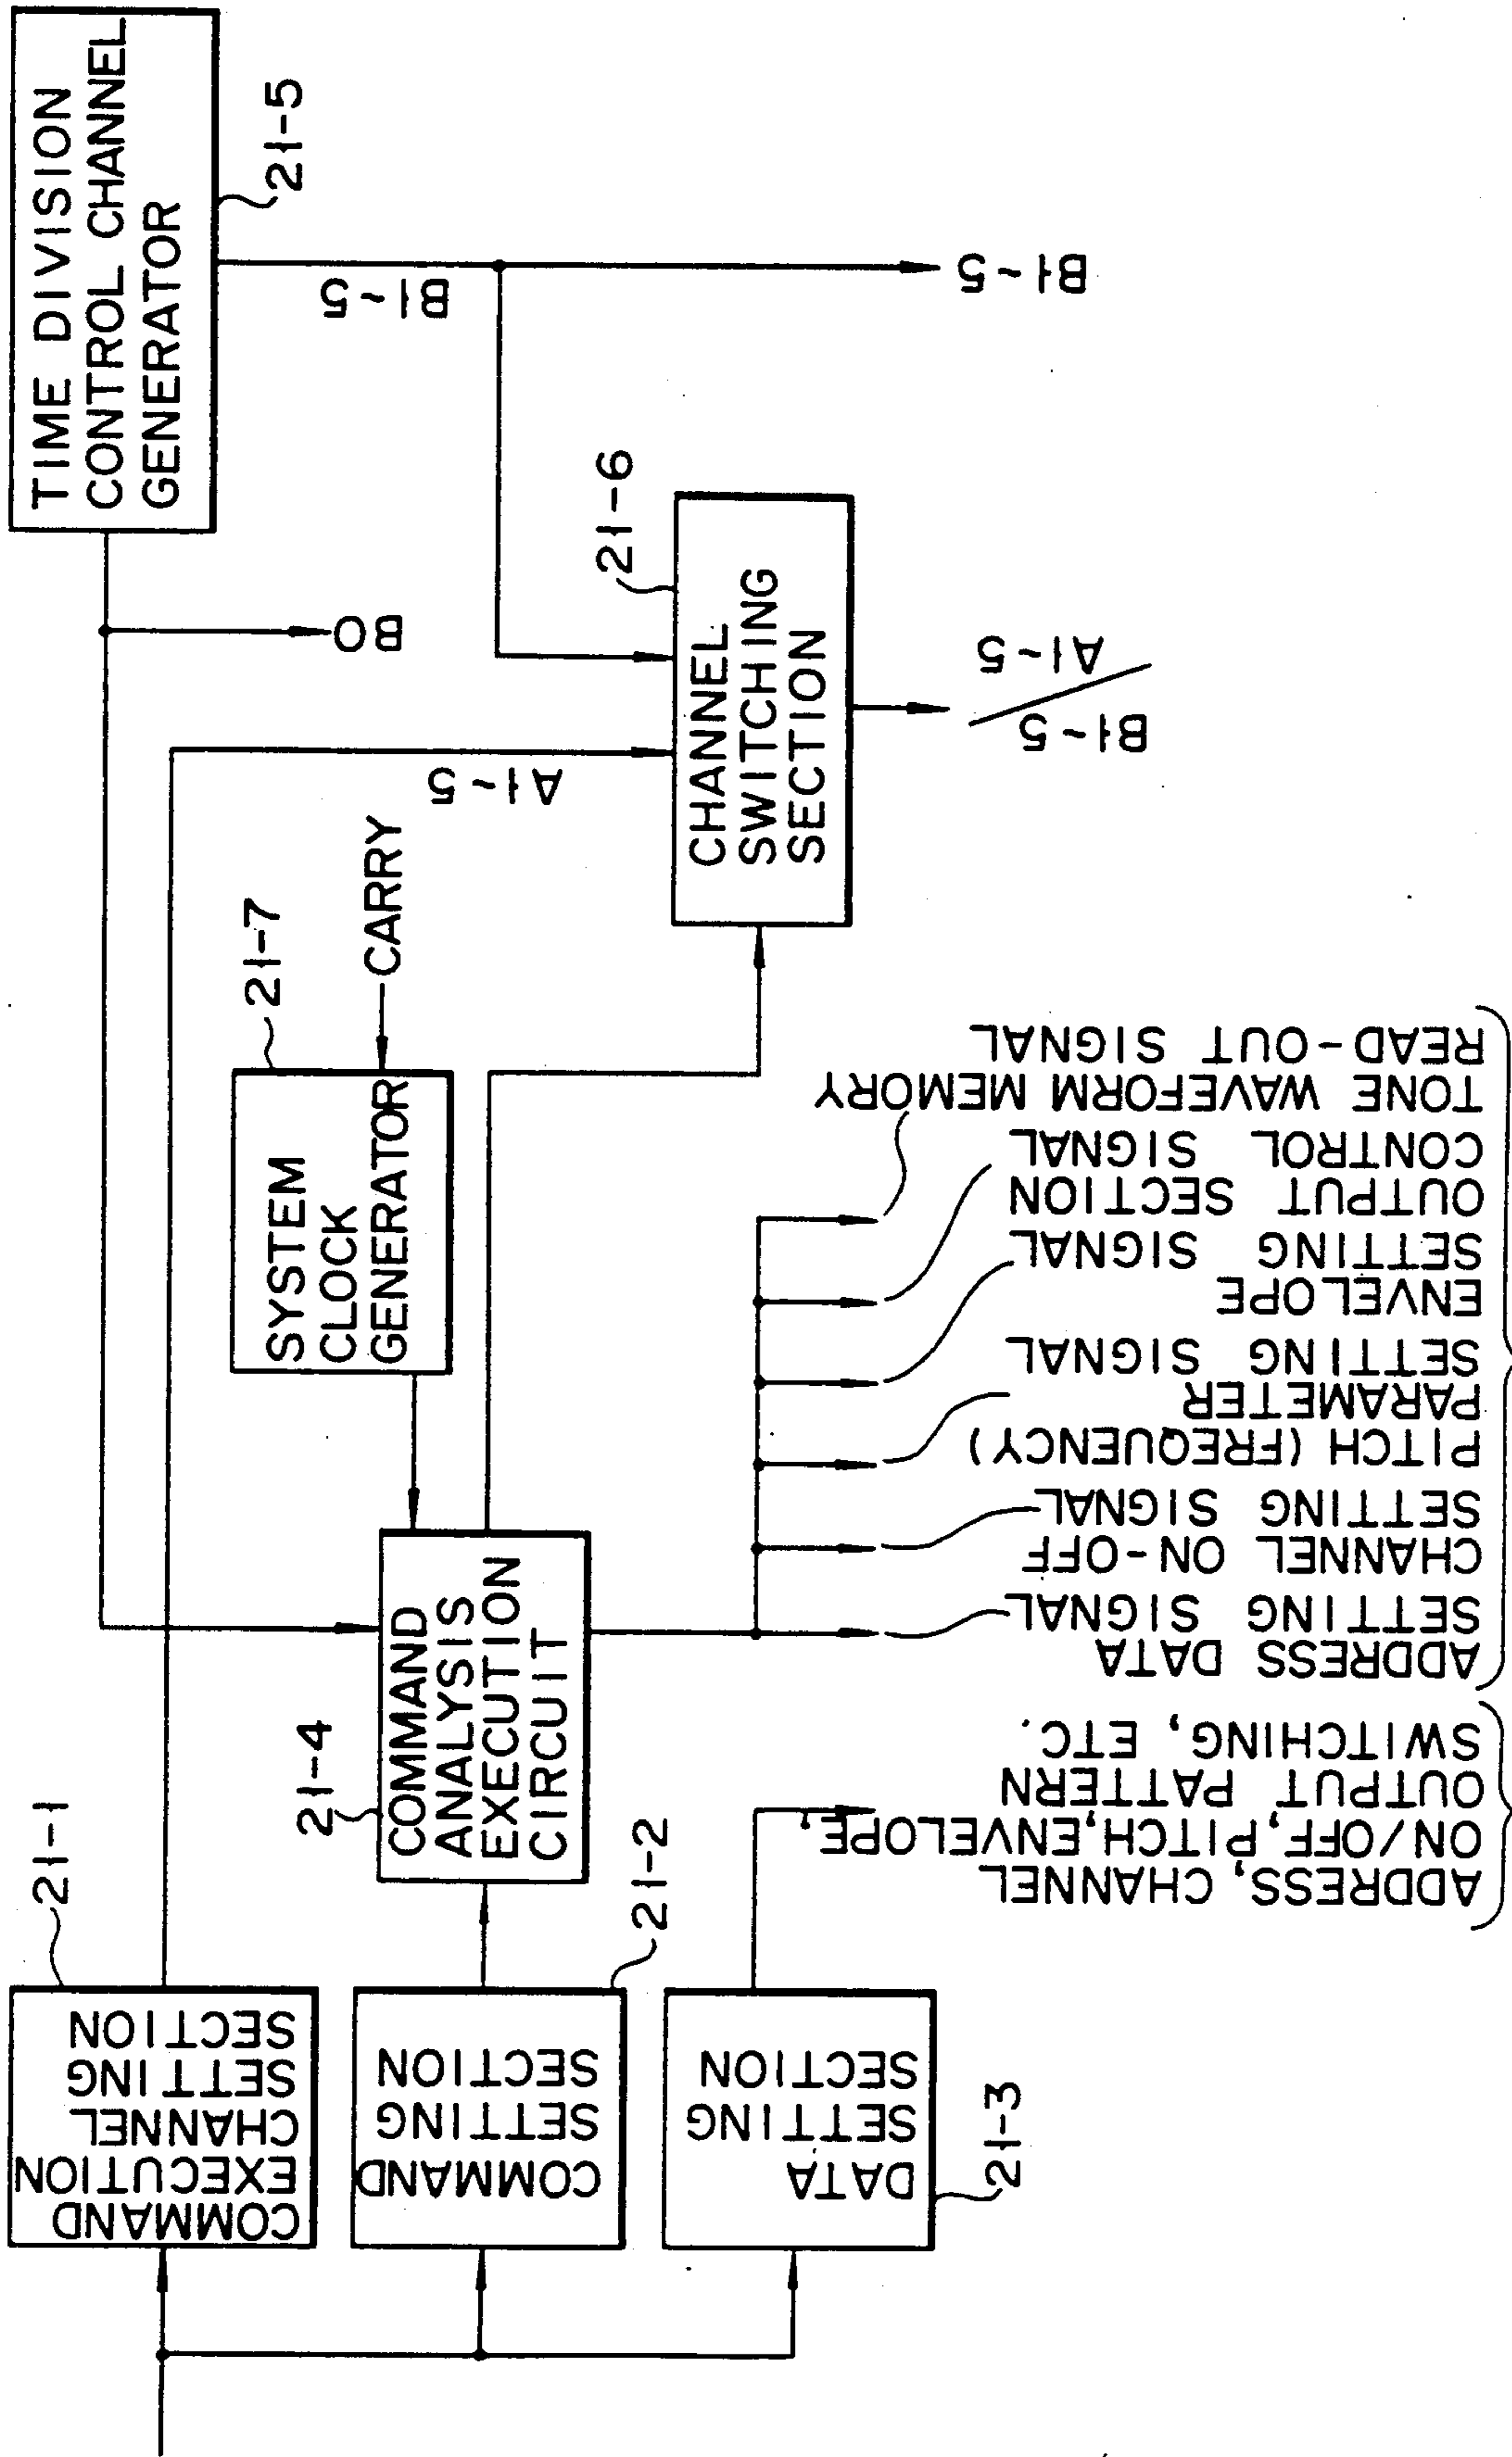 TIME DIVISION
CONTROL CHANNEL
GENERATOR
21-5
B1-5
B1-5
B0
21-6
CHANNEL
SWITCHING
SECTION
A1-5
A1-5
B1-5
CARRY
21-7
SYSTEM
CLOCK
GENERATOR
21-4
COMMAND
ANALYSIS
EXECUTION
CIRCUIT
21-1
COMMAND
EXECUTION
CHANNEL
SETTING
SECTION
21-2
COMMAND
SETTING
SECTION
21-3
DATA
SETTING
SECTION
ADDRESS, CHANNEL
ON/OFF, PITCH, ENVELOPE,
OUTPUT PATTERN
SWITCHING, ETC.
ADDRESS DATA
SETTING SIGNAL
CHANNEL ON-OFF
SETTING SIGNAL
PITCH (FREQUENCY)
PARAMETER
SETTING SIGNAL
ENVELOPE
SETTING SIGNAL
OUTPUT SECTION
CONTROL SIGNAL
TONE WAVEFORM MEMORY
READ-OUT SIGNAL